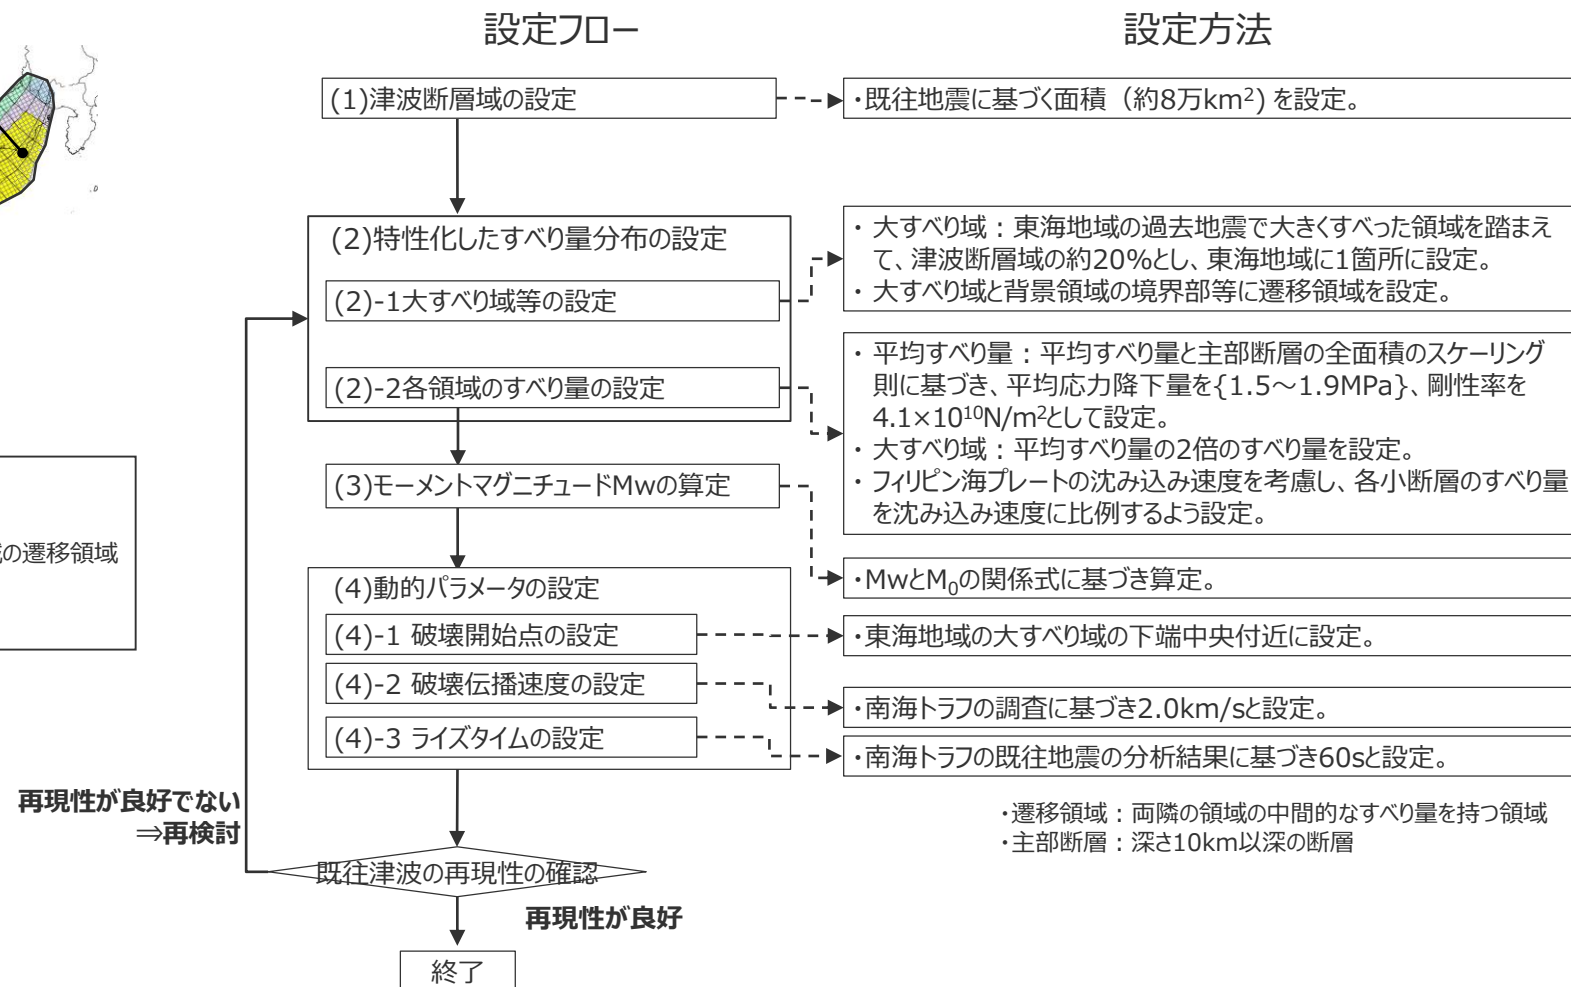 設定フロー
設定方法
(1)津波断層域の設定
・既往地震に基づく面積（約8万km²) を設定。
(2)特性化したすべり量分布の設定
(2)-1大すべり域等の設定
・大すべり域：東海地域の過去地震で大きくすべった領域を踏まえ
て、津波断層域の約20%とし、東海地域に1箇所に設定。
・大すべり域と背景領域の境界部等に遷移領域を設定。
(2)-2各領域のすべり量の設定
・平均すべり量：平均すべり量と主部断層の全面積のスケーリング
則に基づき、平均応力降下量を{1.5～1.9MPa}、剛性率を
4.1×10¹⁰N/m²として設定。
・大すべり域：平均すべり量の2倍のすべり量を設定。
・フィリピン海プレートの沈み込み速度を考慮し、各小断層のすべり量
を沈み込み速度に比例するよう設定。
(3)モーメントマグニチュードMwの算定
・MwとM₀の関係式に基づき算定。
の遷移領域
(4)動的パラメータの設定
(4)-1 破壊開始点の設定
・東海地域の大すべり域の下端中央付近に設定。
(4)-2 破壊伝播速度の設定
・南海トラフの調査に基づき2.0km/sと設定。
(4)-3 ライズタイムの設定
・南海トラフの既往地震の分析結果に基づき60sと設定。
再現性が良好でない
⇒再検討
・遷移領域：両隣の領域の中間的なすべり量を持つ領域
・主部断層：深さ10km以深の断層
既往津波の再現性の確認
再現性が良好
終了